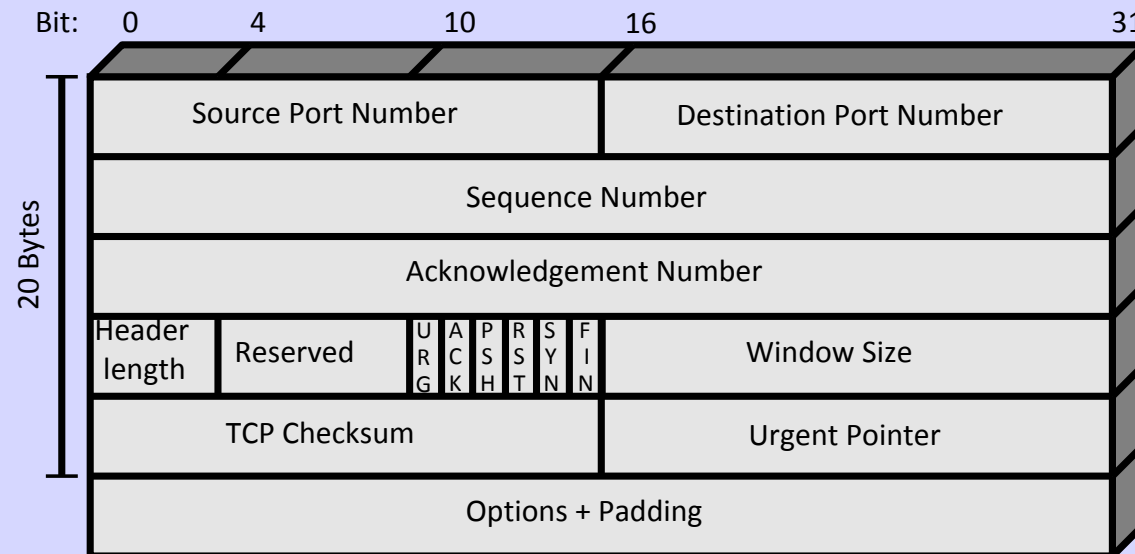 Bit: 0 4 10 16 31
Source Port Number Destination Port Number
Sequence Number
Acknowledgement Number
20 Bytes
Header length Reserved URG ACK PSH RST SYN FIN Window Size
TCP Checksum Urgent Pointer
Options + Padding